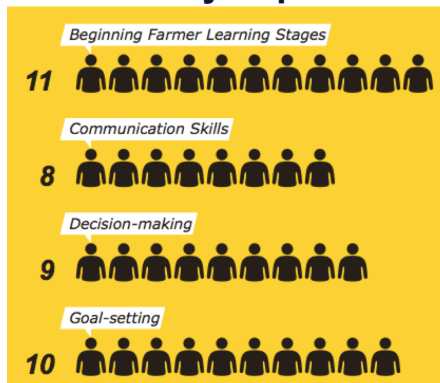 Beginning Farmer Learning Stages
11
Communication Skills
8
Decision-making
9
Goal-setting
10